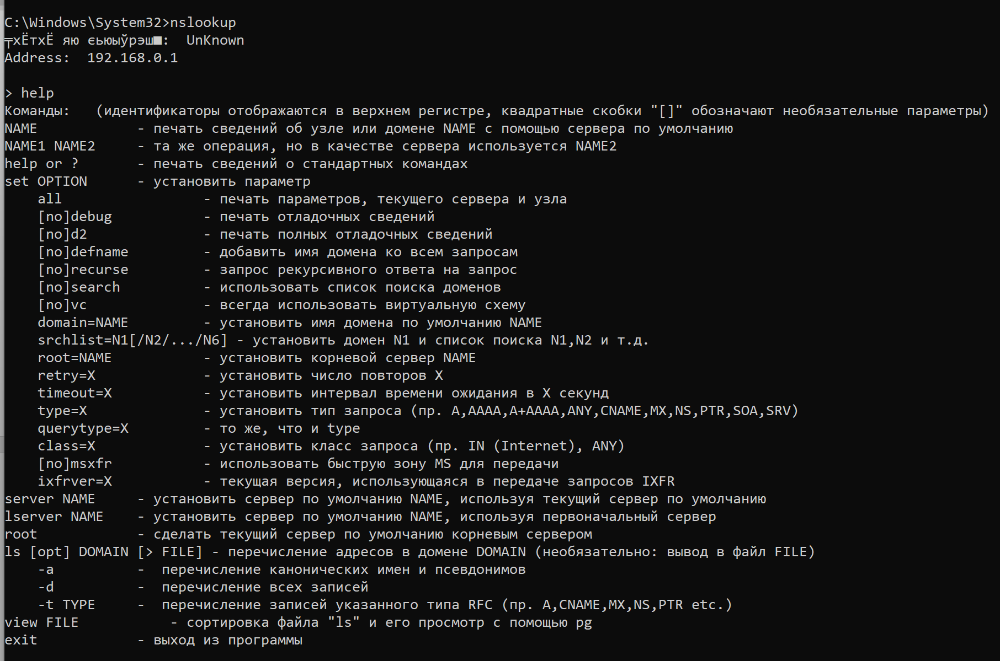 C:\Windows\System32>nslookup
╤хЁтхЁ яю єьюыўрэш■:  UnKnown
Address:  192.168.0.1

> help
Команды:   (идентификаторы отображаются в верхнем регистре, квадратные скобки "[]" обозначают необязательные параметры)
NAME            - печать сведений об узле или домене NAME с помощью сервера по умолчанию
NAME1 NAME2     - та же операция, но в качестве сервера используется NAME2
help or ?       - печать сведений о стандартных командах
set OPTION      - установить параметр
    all                 - печать параметров, текущего сервера и узла
    [no]debug           - печать отладочных сведений
    [no]d2              - печать полных отладочных сведений
    [no]defname         - добавить имя домена ко всем запросам
    [no]recurse         - запрос рекурсивного ответа на запрос
    [no]search          - использовать список поиска доменов
    [no]vc              - всегда использовать виртуальную схему
    domain=NAME         - установить имя домена по умолчанию NAME
    srchlist=N1[/N2/.../N6] - установить домен N1 и список поиска N1,N2 и т.д.
    root=NAME           - установить корневой сервер NAME
    retry=X             - установить число повторов X
    timeout=X           - установить интервал времени ожидания в X секунд
    type=X              - установить тип запроса (пр. A,AAAA,A+AAAA,ANY,CNAME,MX,NS,PTR,SOA,SRV)
    querytype=X         - то же, что и type
    class=X             - установить класс запроса (пр. IN (Internet), ANY)
    [no]msxfr           - использовать быструю зону MS для передачи
    ixfrver=X           - текущая версия, использующаяся в передаче запросов IXFR
server NAME     - установить сервер по умолчанию NAME, используя текущий сервер по умолчанию
lserver NAME    - установить сервер по умолчанию NAME, используя первоначальный сервер
root            - сделать текущий сервер по умолчанию корневым сервером
ls [opt] DOMAIN [> FILE] - перечисление адресов в домене DOMAIN (необязательно: вывод в файл FILE)
    -a          -  перечисление канонических имен и псевдонимов
    -d          -  перечисление всех записей
    -t TYPE     -  перечисление записей указанного типа RFC (пр. A,CNAME,MX,NS,PTR etc.)
view FILE           - сортировка файла "ls" и его просмотр с помощью pg
exit            - выход из программы